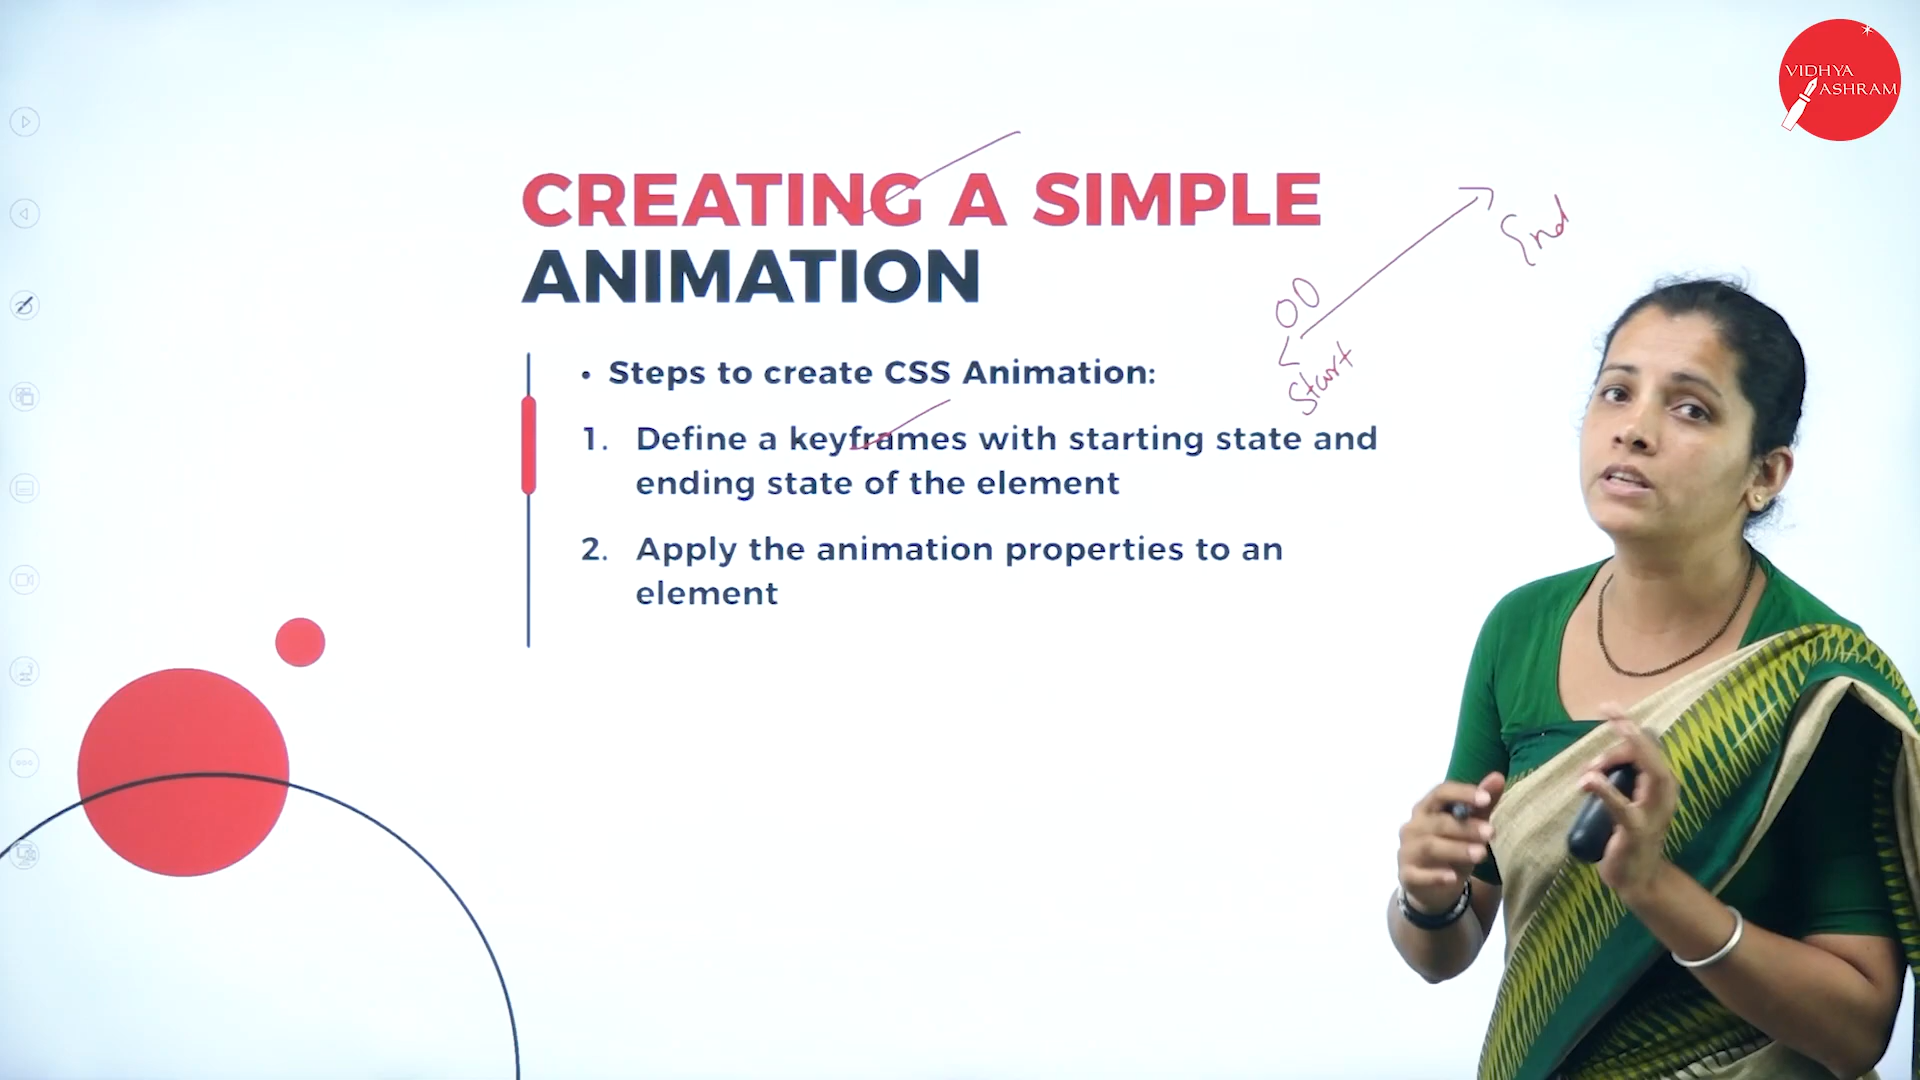 VIDHYA
ASHRAM
CREATING A SIMPLE
ANIMATION
End
Start
• Steps to create CSS Animation:
1. Define a keyframes with starting state and
ending state of the element
2. Apply the animation properties to an
element